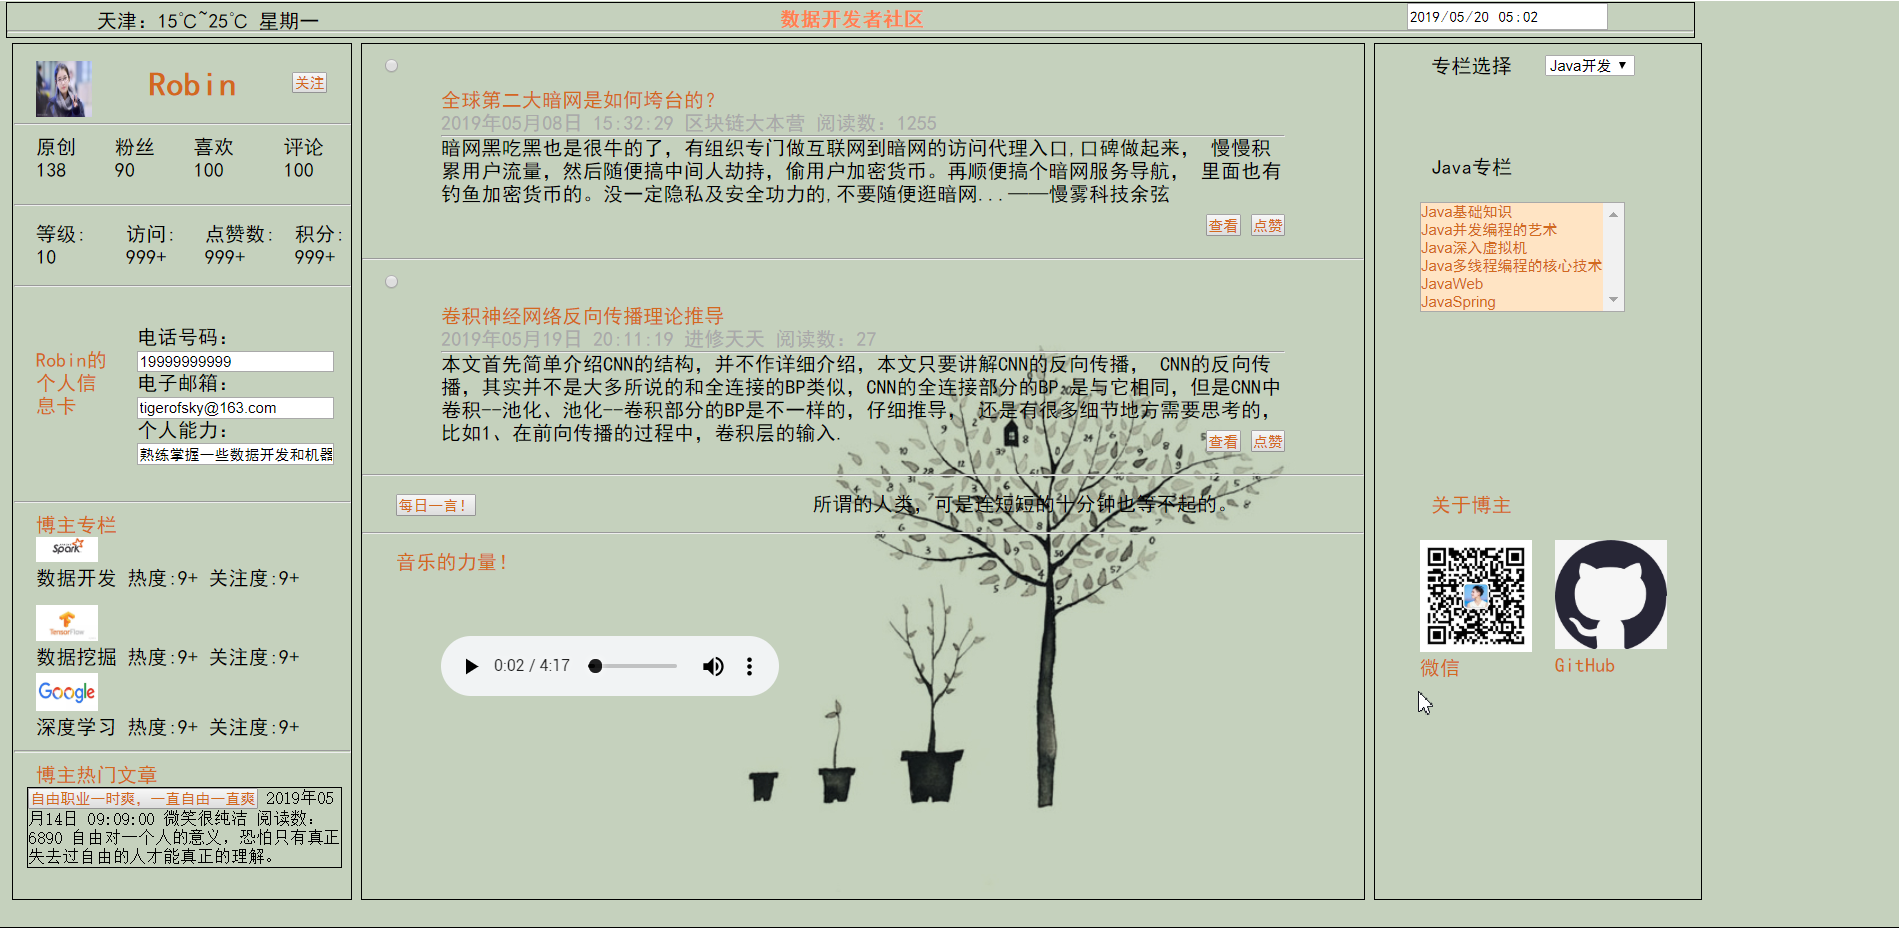 天津: 15℃~25℃ 星期一
数据开发者社区
2019/05/20 05:02
Robin
关注
原创 粉丝 喜欢 评论
138 90 100 100
等级: 访问: 点赞数: 积分:
10 999+ 999+ 999+
Robin的
个人信
息卡
电话号码:
19999999999
电子邮箱:
tigerofsky@163.com
个人能力:
熟练掌握一些数据开发和机器
博主专栏
Spark
数据开发 热度:9+ 关注度:9+
TensorFlow
数据挖掘 热度:9+ 关注度:9+
Google
深度学习 热度:9+ 关注度:9+
博主热门文章
自由职业一时爽，一直自由一直爽 2019年05
月14日 09:09:00 微笑很纯洁 阅读数:
6890 自由对一个人的意义，恐怕只有真正
失去过自由的人才能真正的理解。
全球第二大暗网是如何垮台的？
2019年05月08日 15:32:29 区块链大本营 阅读数: 1255
暗网黑吃黑也是很牛的了，有组织专门做互联网到暗网的访问代理入口,口碑做起来， 慢慢积
累用户流量，然后随便搞中间人劫持，偷用户加密货币。再顺便搞个暗网服务导航， 里面也有
钓鱼加密货币的。没一定隐私及安全功力的,不要随便逛暗网...——慢雾科技余弦
查看 点赞
卷积神经网络反向传播理论推导
2019年05月19日 20:11:19 进修天天 阅读数: 27
本文首先简单介绍CNN的结构，并不作详细介绍，本文只要讲解CNN的反向传播， CNN的反向传
播，其实并不是大多所说的和全连接的BP类似，CNN的全连接部分的BP是与它相同，但是CNN中
卷积--池化、池化--卷积部分的BP是不一样的，仔细推导， 还是有很多细节地方需要思考的，
比如1、在前向传播的过程中，卷积层的输入.
查看 点赞
每日一言！
所谓的人类，可是连短短的十分钟也等不起的。
音乐的力量！
0:02 / 4:17
专栏选择
Java开发
Java专栏
Java基础知识
Java并发编程的艺术
Java深入虚拟机
Java多线程编程的核心技术
JavaWeb
JavaSpring
关于博主
微信
GitHub